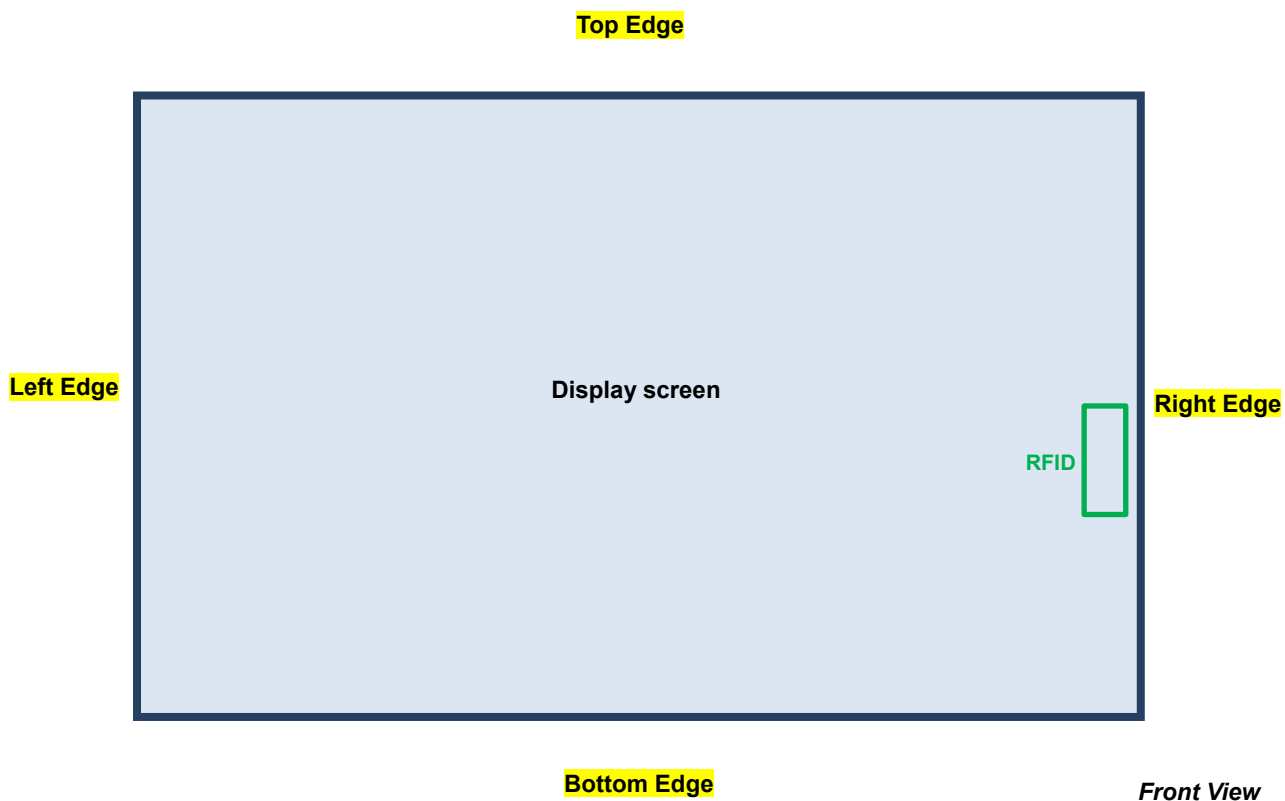 Top Edge
Left Edge
Display screen
Right Edge
RFID
Bottom Edge
Front View